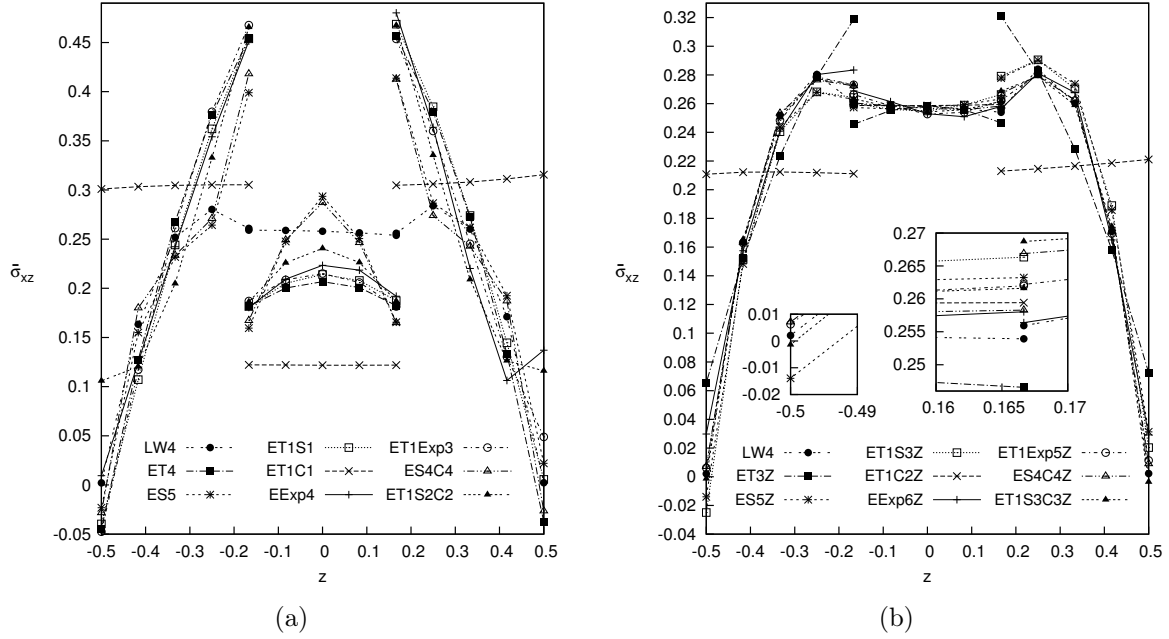 σ̄xz
0.45
0.4
0.35
0.3
0.25
0.2
0.15
0.1
0.05
0
-0.05
-0.5 -0.4 -0.3 -0.2 -0.1 0 0.1 0.2 0.3 0.4 0.5
z
LW4 ET1S1 ET1Exp3
ET4 ET1C1 ES4C4
ES5 EExp4 ET1S2C2
(a)
σ̄xz
0.32
0.3
0.28
0.26
0.24
0.22
0.2
0.18
0.16
0.14
0.12
0.1
0.08
0.06
0.04
0.02
0
-0.02
-0.04
-0.5 -0.4 -0.3 -0.2 -0.1 0 0.1 0.2 0.3 0.4 0.5
z
0.01
0
-0.01
-0.02
-0.5 -0.49
0.27
0.265
0.26
0.255
0.25
0.16 0.165 0.17
LW4 ET1S3Z ET1Exp5Z
ET3Z ET1C2Z ES4C4Z
ES5Z EExp6Z ET1S3C3Z
(b)